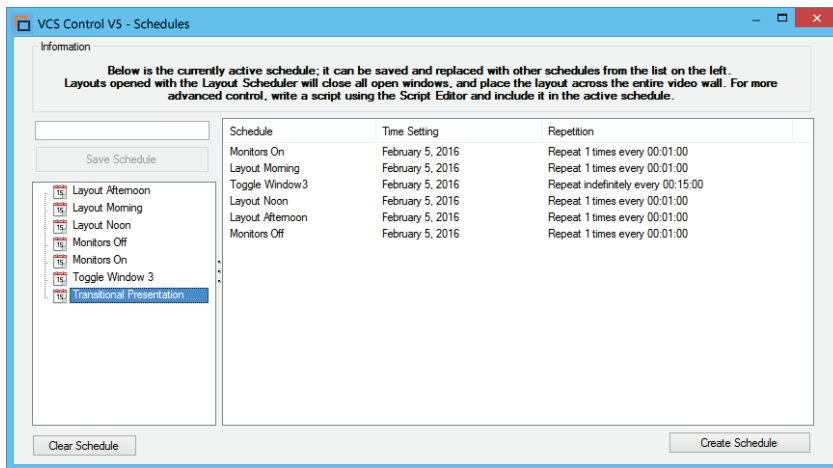 VCS Control V5 - Schedules
Information
Below is the currently active schedule; it can be saved and replaced with other schedules from the list on the left.
Layouts opened with the Layout Scheduler will close all open windows, and place the layout across the entire video wall. For more
advanced control, write a script using the Script Editor and include it in the active schedule.
Save Schedule
Layout Afternoon
Layout Morning
Layout Noon
Monitors Off
Monitors On
Toggle Window 3
Transitional Presentation
Schedule Time Setting Repetition
Monitors On February 5, 2016 Repeat 1 times every 00:01:00
Layout Morning February 5, 2016 Repeat 1 times every 00:01:00
Toggle Window3 February 5, 2016 Repeat indefinitely every 00:15:00
Layout Noon February 5, 2016 Repeat 1 times every 00:01:00
Layout Afternoon February 5, 2016 Repeat 1 times every 00:01:00
Monitors Off February 5, 2016 Repeat 1 times every 00:01:00
Clear Schedule
Create Schedule